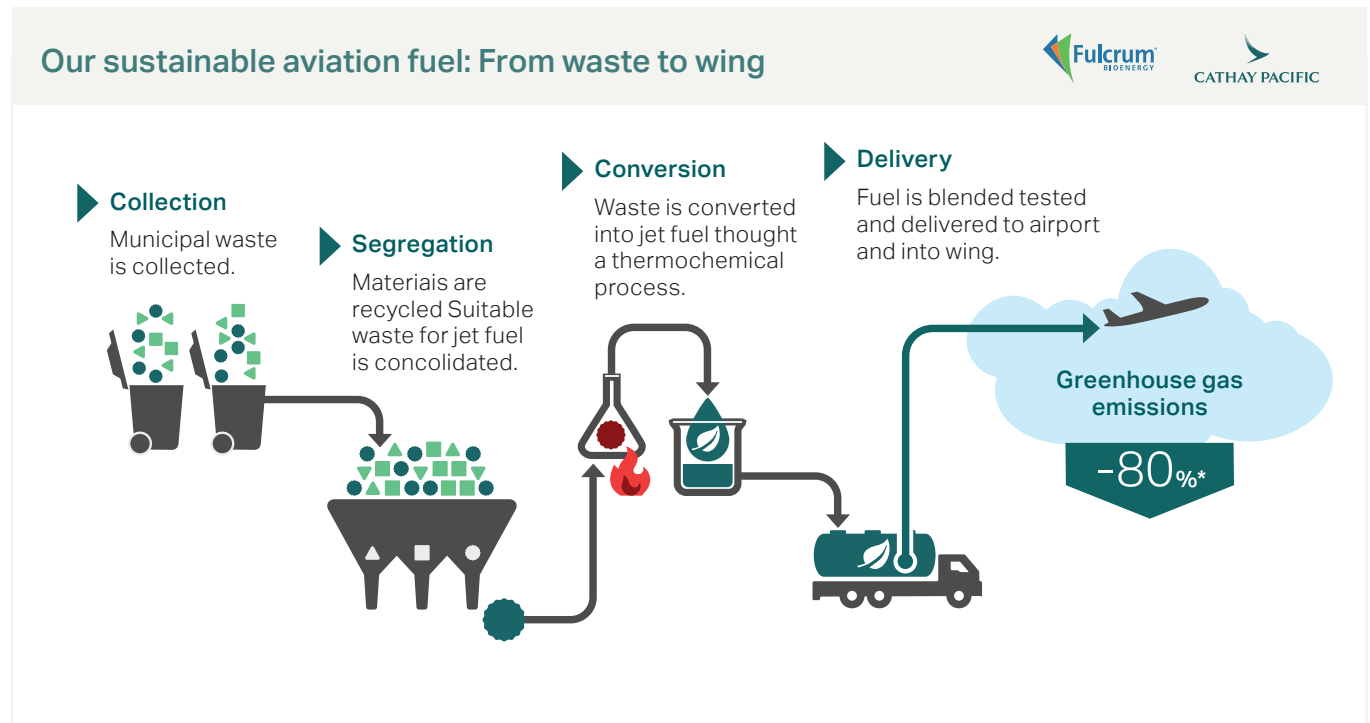 Our sustainable aviation fuel: From waste to wing
Fulcrum™
BIOENERGY
CATHAY PACIFIC
Collection
Municipal waste
is collected.
Segregation
Materiais are
recycled Suitable
waste for jet fuel
is concolidated.
Conversion
Waste is converted
into jet fuel thought
a thermochemical
process.
Delivery
Fuel is blended tested
and delivered to airport
and into wing.
Greenhouse gas
emissions
-80%*